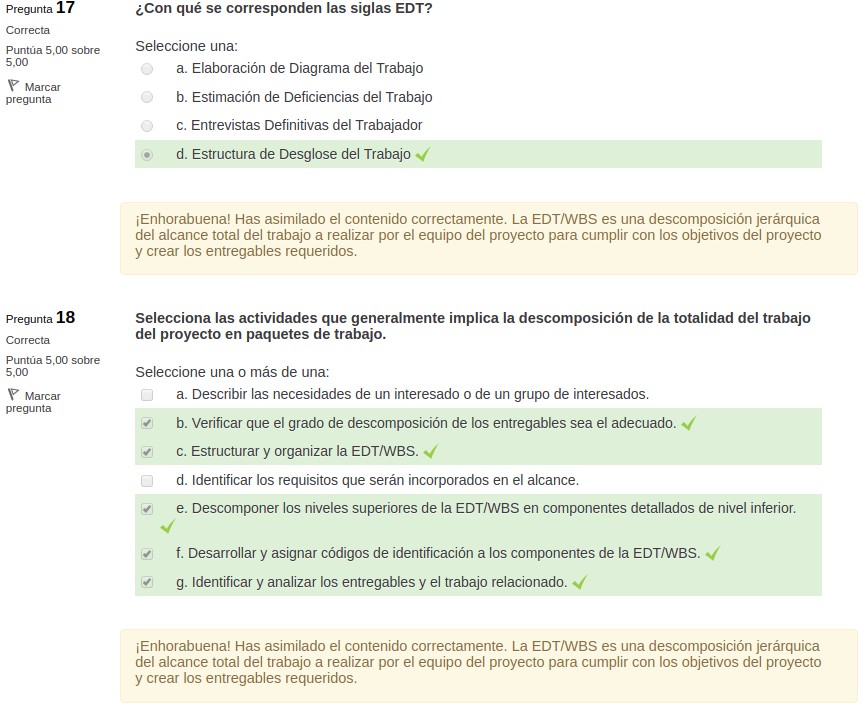 Pregunta 17
Correcta
Puntúa 5,00 sobre
5,00
Marcar
pregunta
¿Con qué se corresponden las siglas EDT?
Seleccione una:
a. Elaboración de Diagrama del Trabajo
b. Estimación de Deficiencias del Trabajo
c. Entrevistas Definitivas del Trabajador
d. Estructura de Desglose del Trabajo
¡Enhorabuena! Has asimilado el contenido correctamente. La EDT/WBS es una descomposición jerárquica
del alcance total del trabajo a realizar por el equipo del proyecto para cumplir con los objetivos del proyecto
y crear los entregables requeridos.
Pregunta 18
Correcta
Puntúa 5,00 sobre
5,00
Marcar
pregunta
Selecciona las actividades que generalmente implica la descomposición de la totalidad del trabajo
del proyecto en paquetes de trabajo.
Seleccione una o más de una:
a. Describir las necesidades de un interesado o de un grupo de interesados.
b. Verificar que el grado de descomposición de los entregables sea el adecuado.
c. Estructurar y organizar la EDT/WBS.
d. Identificar los requisitos que serán incorporados en el alcance.
e. Descomponer los niveles superiores de la EDT/WBS en componentes detallados de nivel inferior.
f. Desarrollar y asignar códigos de identificación a los componentes de la EDT/WBS.
g. Identificar y analizar los entregables y el trabajo relacionado.
¡Enhorabuena! Has asimilado el contenido correctamente. La EDT/WBS es una descomposición jerárquica
del alcance total del trabajo a realizar por el equipo del proyecto para cumplir con los objetivos del proyecto
y crear los entregables requeridos.